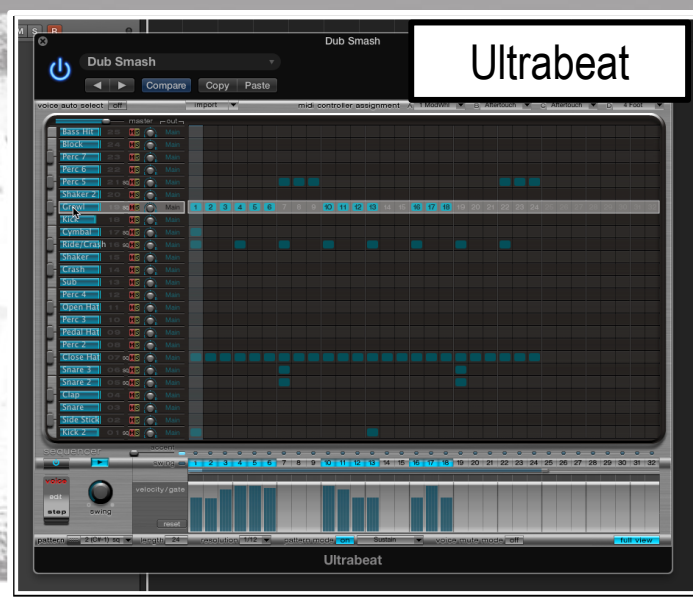 M S R
Dub Smash
Ultrabeat
Dub Smash
Compare Copy Paste
voice auto select off import midi controller assignment A 1 ModWhl B Aftertouch C Aftertouch D 4 Foot
master out
Bass Hit Main
Block Main
Perc 7 Main
Perc 6 Main
Perc 5 Main
Shaker 2 Main
Growl Main 1 2 3 4 5 6 7 8 9 10 11 12 13 14 15 16 17 18 19 20 21 22 23 24
Kick Main
Cymbal Main
Ride/Crash Main
Shaker Main
Crash Main
Sub Main
Perc 4 Main
Open Hat Main
Perc 3 Main
Pedal Hat Main
Perc 2 Main
Close Hat Main
Snare 3 Main
Snare 2 Main
Clap Main
Snare Main
Side Stick Main
Kick 2 Main
sequencer accent
swing 1 2 3 4 5 6 7 8 9 10 11 12 13 14 15 16 17 18 19 20 21 22 23 24 25 26 27 28 29 30 31 32
voice
edit
step
swing
velocity/gate
reset
pattern 2 (C#-1) sq length 24 resolution 1/12 pattern mode on Sustain voice mute mode off full view
Ultrabeat